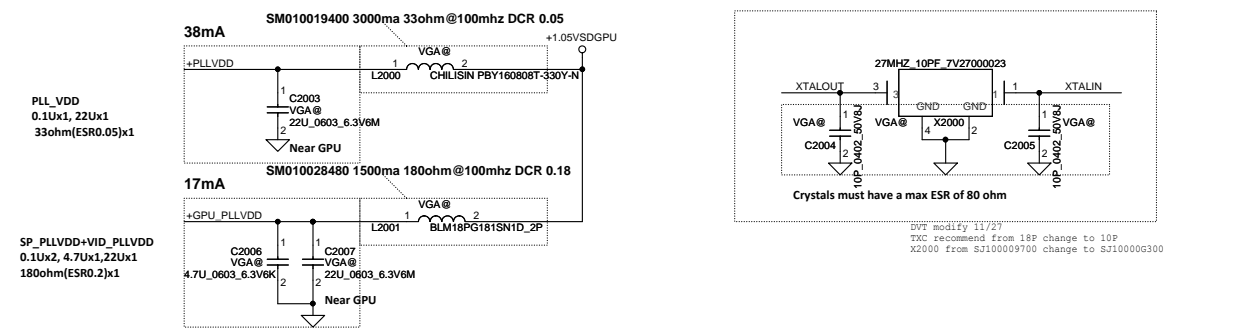 SM010019400 3000ma 33ohm@100mhz DCR 0.05
38mA
+1.05VSDGPU
VGA@
+PLLVDD
1
2
L2000
CHILISIN PBY160808T-330Y-N
PLL_VDD
0.1Ux1, 22Ux1
33ohm(ESR0.05)x1
1
C2003
VGA@
22U_0603_6.3V6M
2
Near GPU
SM010028480 1500ma 180ohm@100mhz DCR 0.18
17mA
VGA@
+GPU_PLLVDD
1
2
L2001
BLM18PG181SN1D_2P
SP_PLLVDD+VID_PLLVDD
0.1Ux2, 4.7Ux1,22Ux1
180ohm(ESR0.2)x1
1
C2006
VGA@
4.7U_0603_6.3V6K
2
1
C2007
VGA@
22U_0603_6.3V6M
2
Near GPU
27MHZ_10PF_7V27000023
XTALOUT
3
3
1
1
XTALIN
GND
GND
VGA@
1
C2004
2
10P_0402_50V8J
VGA@
X2000
4
2
1
VGA@
C2005
2
10P_0402_50V8J
Crystals must have a max ESR of 80 ohm
DVT modify 11/27
TXC recommend from 18P change to 10P
X2000 from SJ100009700 change to SJ10000G300